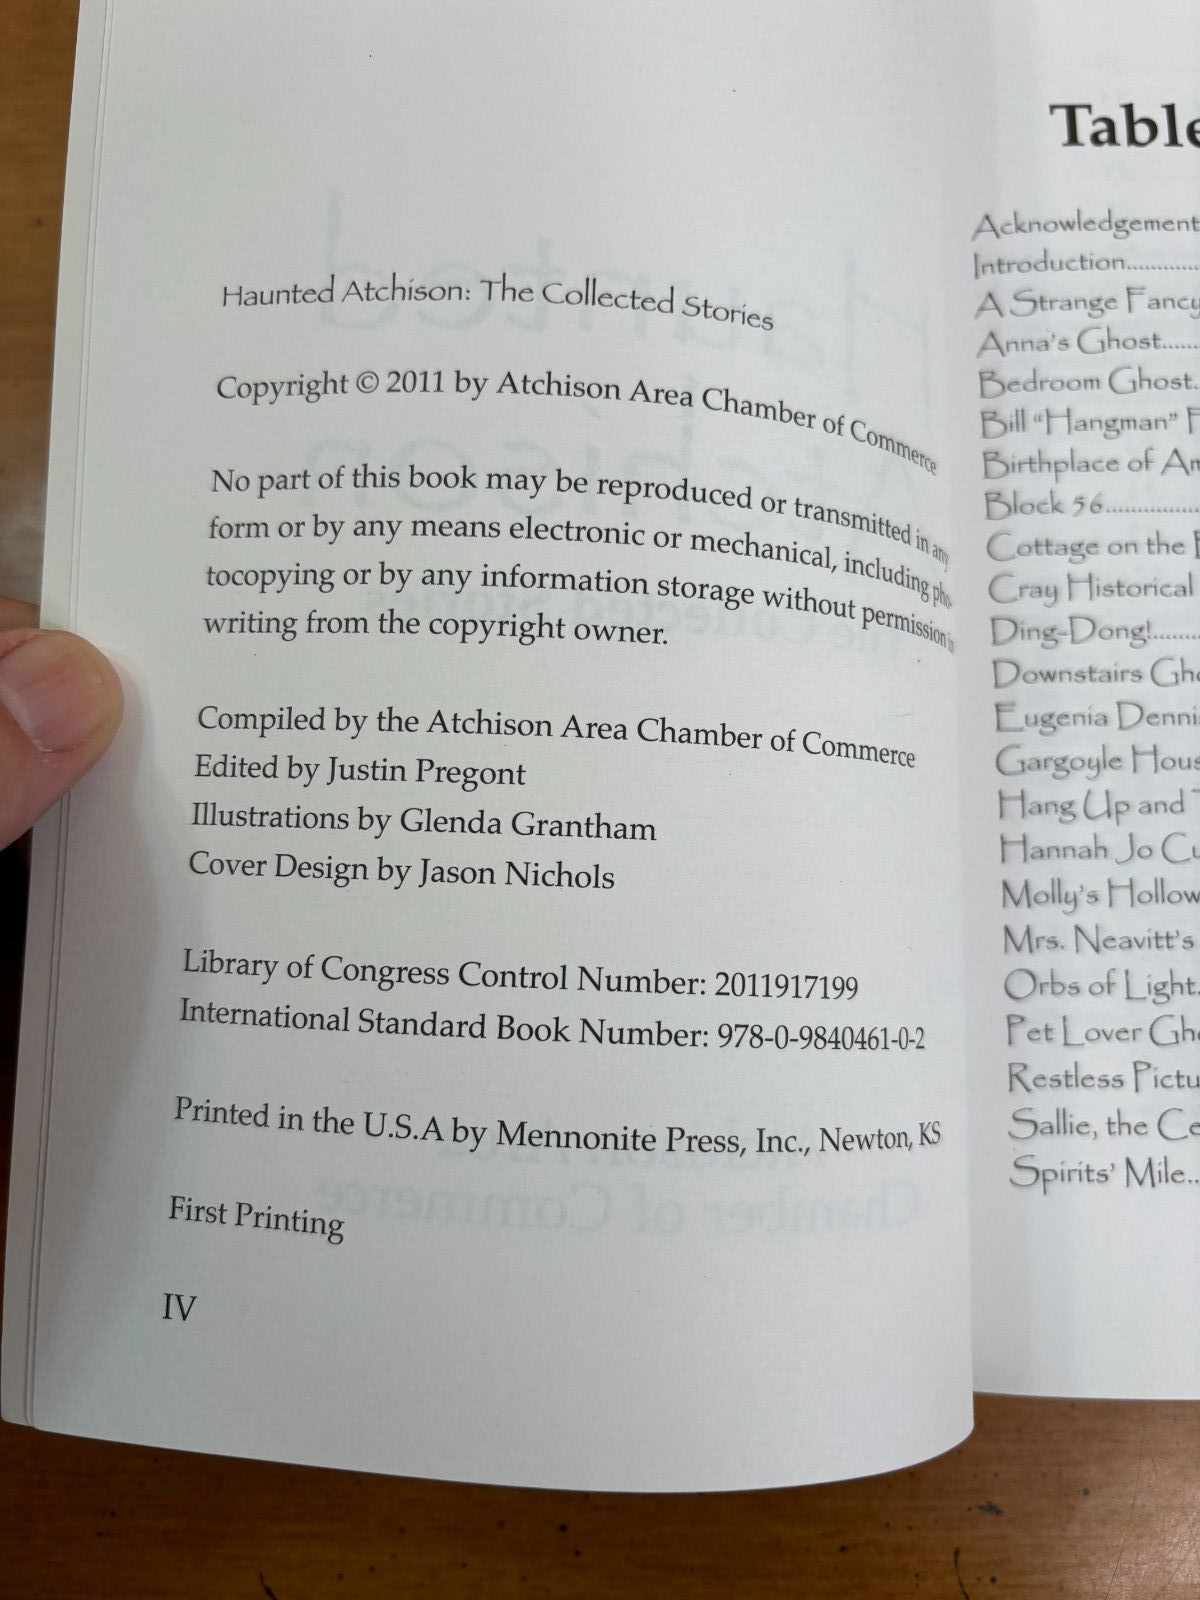 Haunted Atchison: The Collected Stories
Copyright © 2011 by Atchison Area Chamber of Commerce
No part of this book may be reproduced or transmitted in any
form or by any means electronic or mechanical, including pho-
tocopying or by any information storage without permission in
writing from the copyright owner.
Compiled by the Atchison Area Chamber of Commerce
Edited by Justin Pregont
Illustrations by Glenda Grantham
Cover Design by Jason Nichols
Library of Congress Control Number: 2011917199
International Standard Book Number: 978-0-9840461-0-2
Printed in the U.S.A by Mennonite Press, Inc., Newton, KS
First Printing
IV
Table
Acknowledgement
Introduction.............
A Strange Fancy
Anna's Ghost.......
Bedroom Ghost.
Bill "Hangman"
Birthplace of
Block 56.................
Cottage on the
Cray Historical
Ding-Dong!.........
Downstairs
Eugenia
Gargoyle
Hang Up and
Hannah Jo
Molly's Hollow
Mrs. Neavitt's
Orbs of Light.
Pet Lover
Restless
Sallie, the
Spirits' Mile..